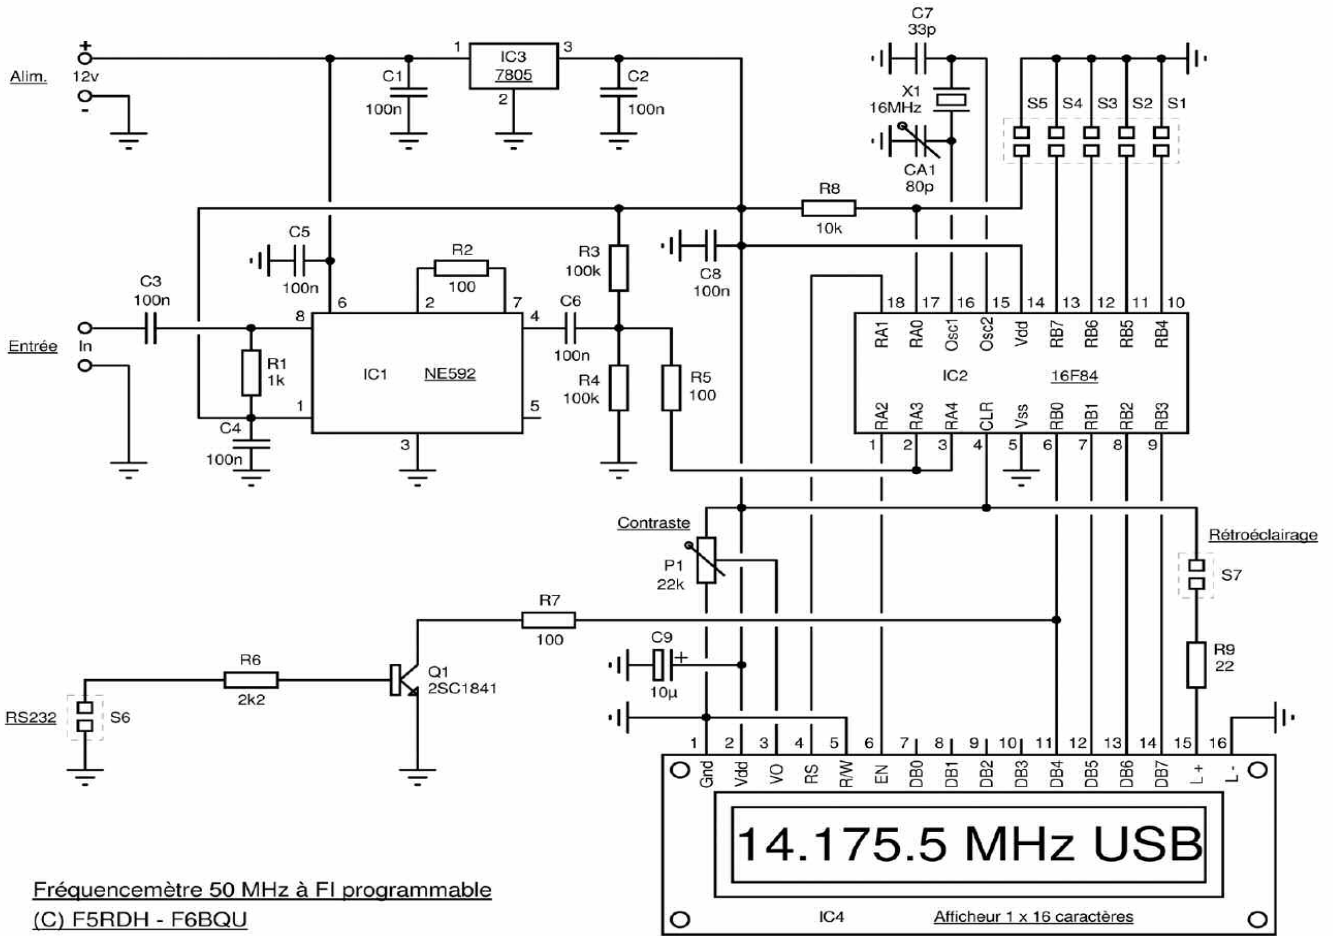 Alim.
+
12v
-
C1
100n
1
IC3
7805
3
2
C2
100n
C7
33p
X1
16MHz
CA1
80p
S5
S4
S3
S2
S1
R8
10k
C5
100n
R2
100
R3
100k
C8
100n
C3
100n
C6
100n
Entrée
In
R1
1k
C4
100n
8
6
2
7
4
1
3
5
IC1
NE592
R4
100k
R5
100
18
17
16
15
14
13
12
11
10
RA1
RA0
Osc1
Osc2
Vdd
RB7
RB6
RB5
RB4
IC2
16F84
RA2
RA3
RA4
CLR
Vss
RB0
RB1
RB2
RB3
1
2
3
4
5
6
7
8
9
Contraste
P1
22k
Rétroéclairage
S7
R9
22
R7
100
C9
+
10µ
R6
2k2
Q1
2SC1841
RS232
S6
1
2
3
4
5
6
7
8
9
10
11
12
13
14
15
16
Gnd
Vdd
VO
RS
R/W
EN
DB0
DB1
DB2
DB3
DB4
DB5
DB6
DB7
L+
L-
14.175.5 MHz USB
IC4
Afficheur 1 x 16 caractères
Fréquencemètre 50 MHz à FI programmable
(C) F5RDH - F6BQU